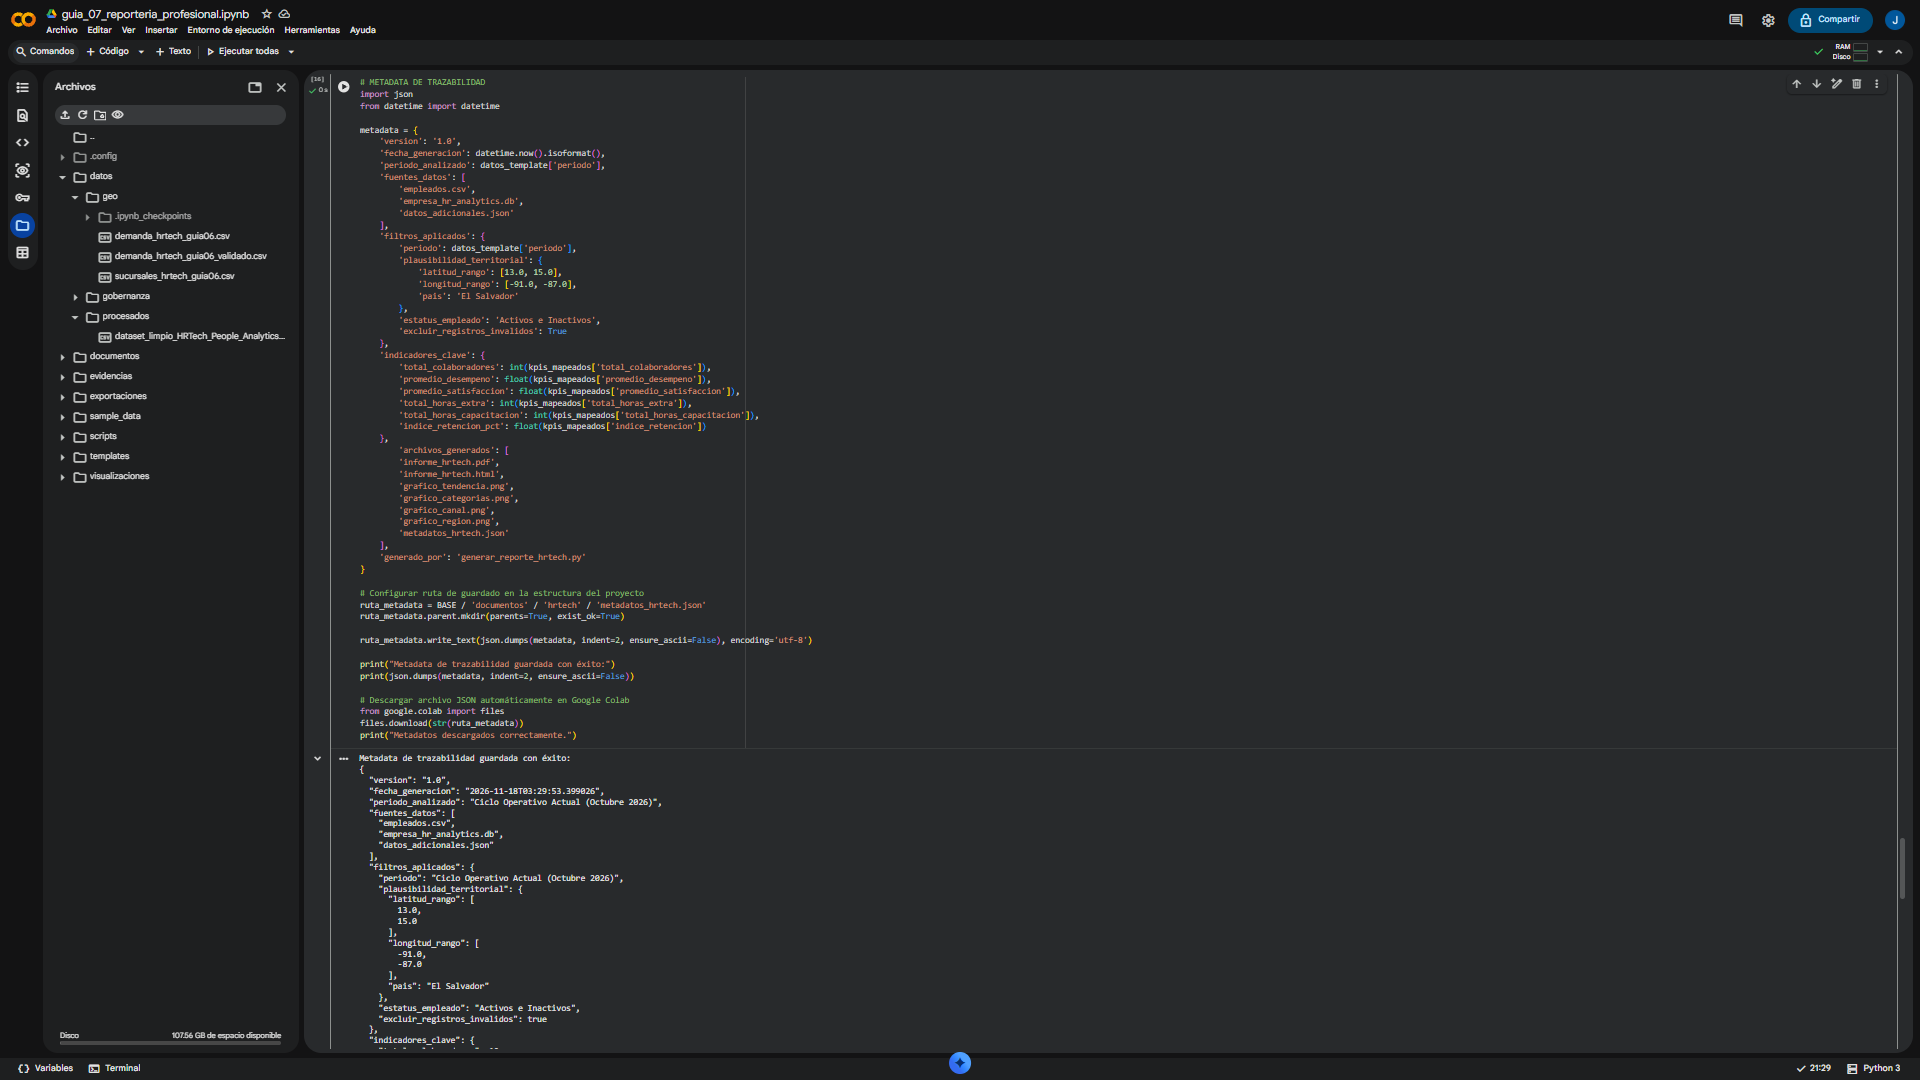 guia_07_reporteria_profesional.ipynb
Archivo Editar Ver Insertar Entorno de ejecución Herramientas Ayuda
Compartir
J
Comandos + Código + Texto Ejecutar todas
RAM
Disco
Archivos
..
.config
datos
geo
.ipynb_checkpoints
demanda_hrtech_guia06.csv
demanda_hrtech_guia06_validado.csv
sucursales_hrtech_guia06.csv
gobernanza
procesados
dataset_limpio_HRTech_People_Analytics...
documentos
evidencias
exportaciones
sample_data
scripts
templates
visualizaciones
Disco 107.56 GB de espacio disponible
[16]
0 s
# METADATA DE TRAZABILIDAD
import json
from datetime import datetime
metadata = {
'version': '1.0',
'fecha_generacion': datetime.now().isoformat(),
'periodo_analizado': datos_template['periodo'],
'fuentes_datos': [
'empleados.csv',
'empresa_hr_analytics.db',
'datos_adicionales.json'
],
'filtros_aplicados': {
'periodo': datos_template['periodo'],
'plausibilidad_territorial': {
'latitud_rango': [13.0, 15.0],
'longitud_rango': [-91.0, -87.0],
'pais': 'El Salvador'
},
'estatus_empleado': 'Activos e Inactivos',
'excluir_registros_invalidos': True
},
'indicadores_clave': {
'total_colaboradores': int(kpis_mapeados['total_colaboradores']),
'promedio_desempeno': float(kpis_mapeados['promedio_desempeno']),
'promedio_satisfaccion': float(kpis_mapeados['promedio_satisfaccion']),
'total_horas_extra': int(kpis_mapeados['total_horas_extra']),
'total_horas_capacitacion': int(kpis_mapeados['total_horas_capacitacion']),
'indice_retencion_pct': float(kpis_mapeados['indice_retencion'])
},
'archivos_generados': [
'informe_hrtech.pdf',
'informe_hrtech.html',
'grafico_tendencia.png',
'grafico_categorias.png',
'grafico_canal.png',
'grafico_region.png',
'metadatos_hrtech.json'
],
'generado_por': 'generar_reporte_hrtech.py'
}
# Configurar ruta de guardado en la estructura del proyecto
ruta_metadata = BASE / 'documentos' / 'hrtech' / 'metadatos_hrtech.json'
ruta_metadata.parent.mkdir(parents=True, exist_ok=True)
ruta_metadata.write_text(json.dumps(metadata, indent=2, ensure_ascii=False), encoding='utf-8')
print("Metadata de trazabilidad guardada con éxito:")
print(json.dumps(metadata, indent=2, ensure_ascii=False))
# Descargar archivo JSON automáticamente en Google Colab
from google.colab import files
files.download(str(ruta_metadata))
print("Metadatos descargados correctamente.")
Metadata de trazabilidad guardada con éxito:
{
"version": "1.0",
"fecha_generacion": "2026-11-18T03:29:53.399026",
"periodo_analizado": "Ciclo Operativo Actual (Octubre 2026)",
"fuentes_datos": [
"empleados.csv",
"empresa_hr_analytics.db",
"datos_adicionales.json"
],
"filtros_aplicados": {
"periodo": "Ciclo Operativo Actual (Octubre 2026)",
"plausibilidad_territorial": {
"latitud_rango": [
13.0,
15.0
],
"longitud_rango": [
-91.0,
-87.0
],
"pais": "El Salvador"
},
"estatus_empleado": "Activos e Inactivos",
"excluir_registros_invalidos": true
},
"indicadores_clave": {
Variables Terminal
21:29 Python 3